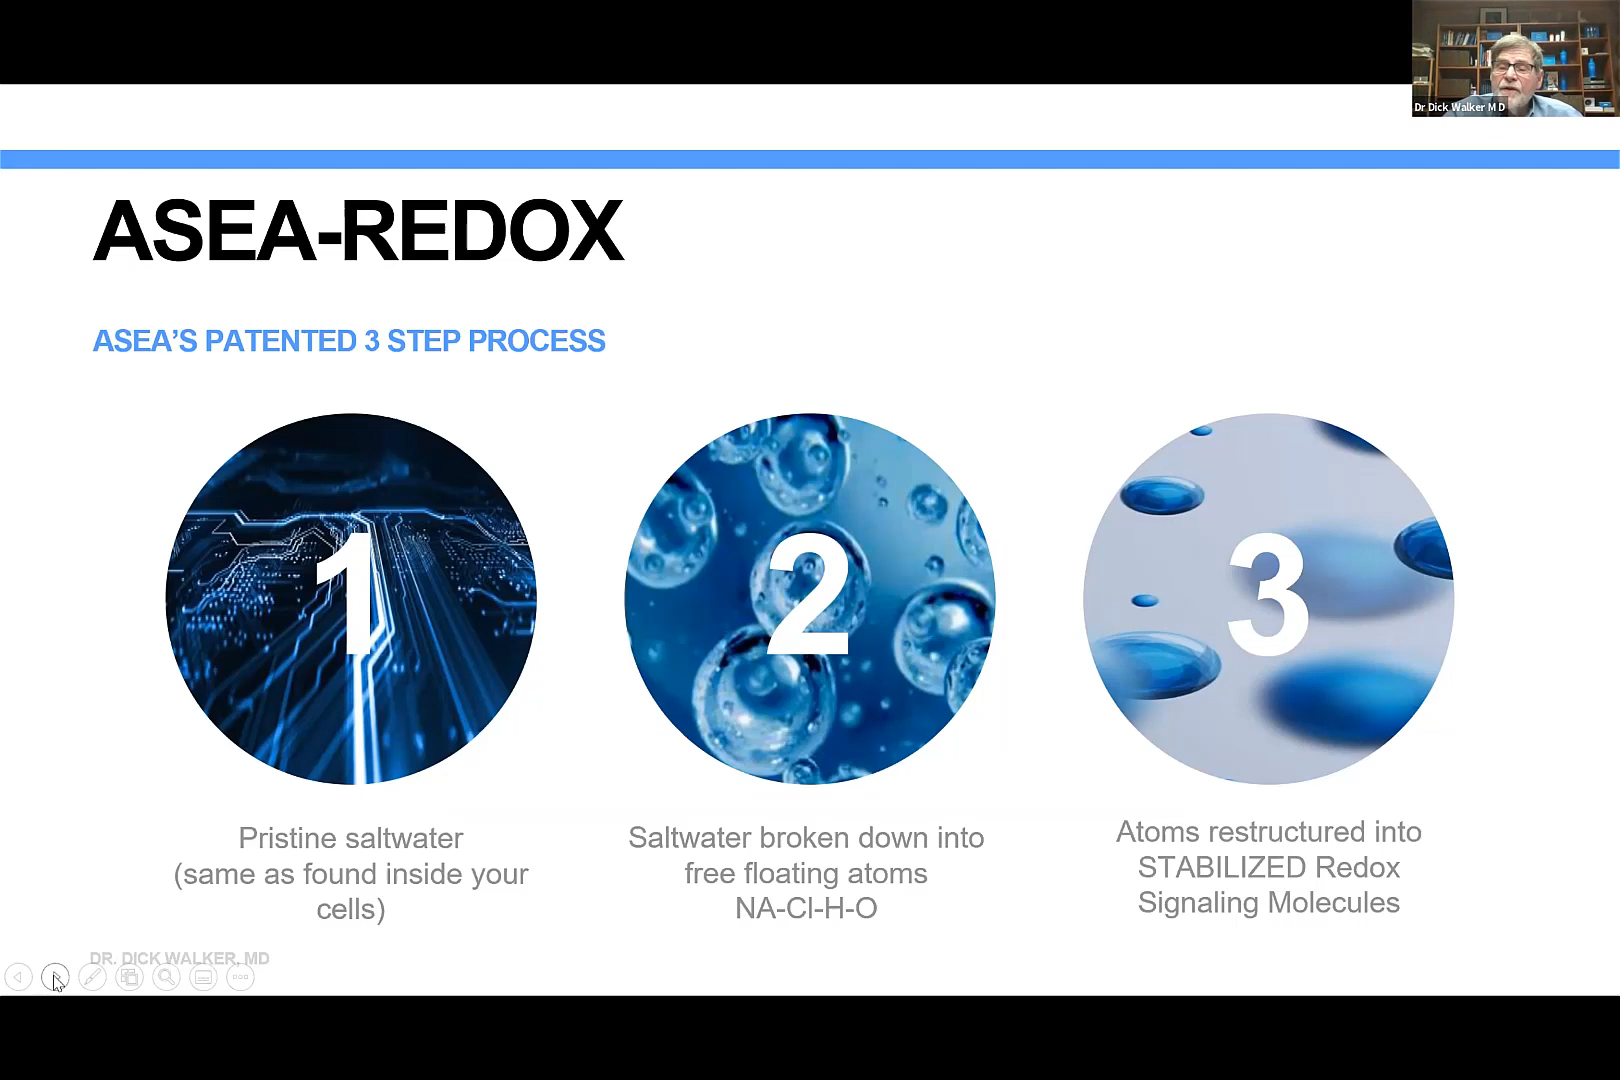 Dr Dick Walker M D
ASEA-REDOX
ASEA’S PATENTED 3 STEP PROCESS
1
2
3
Pristine saltwater
(same as found inside your
cells)
Saltwater broken down into
free floating atoms
NA-Cl-H-O
Atoms restructured into
STABILIZED Redox
Signaling Molecules
DR. DICK WALKER, MD